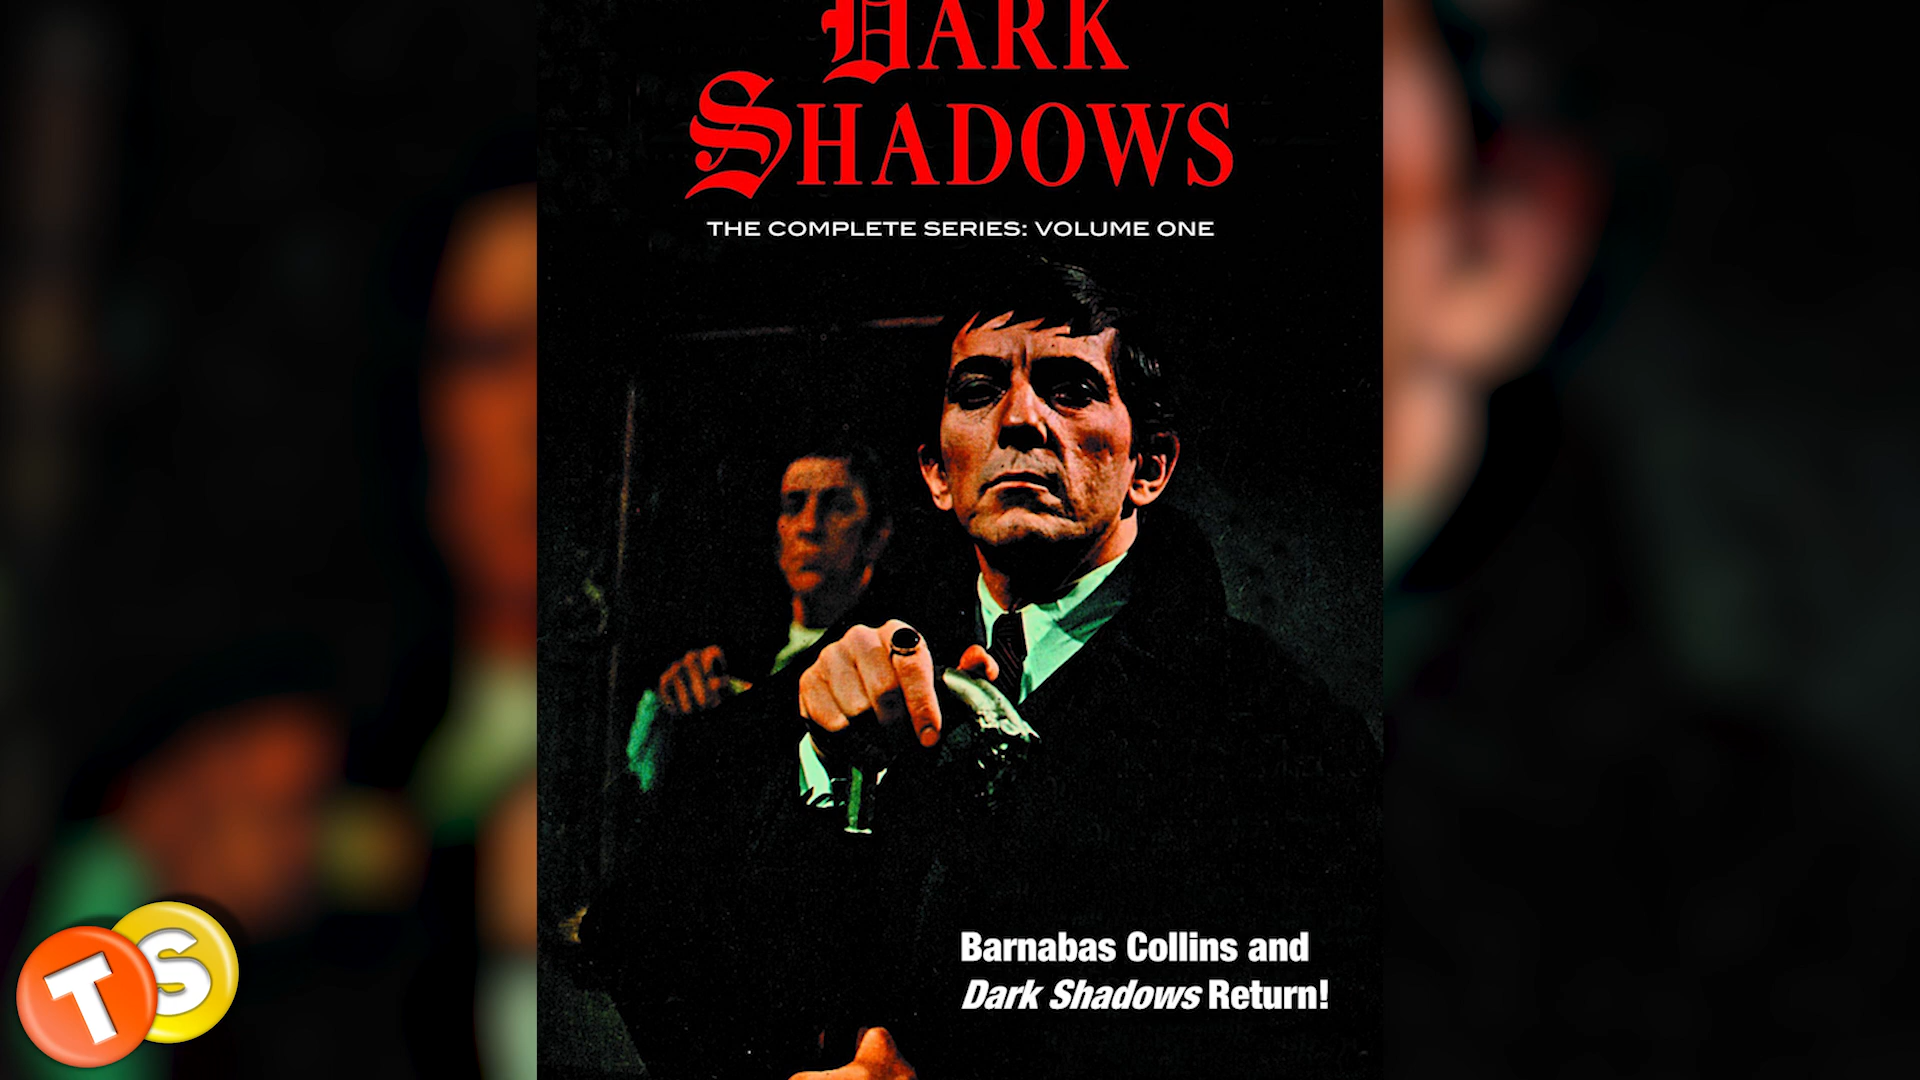 DARK
SHADOWS
THE COMPLETE SERIES: VOLUME ONE
Barnabas Collins and
Dark Shadows Return!
TS